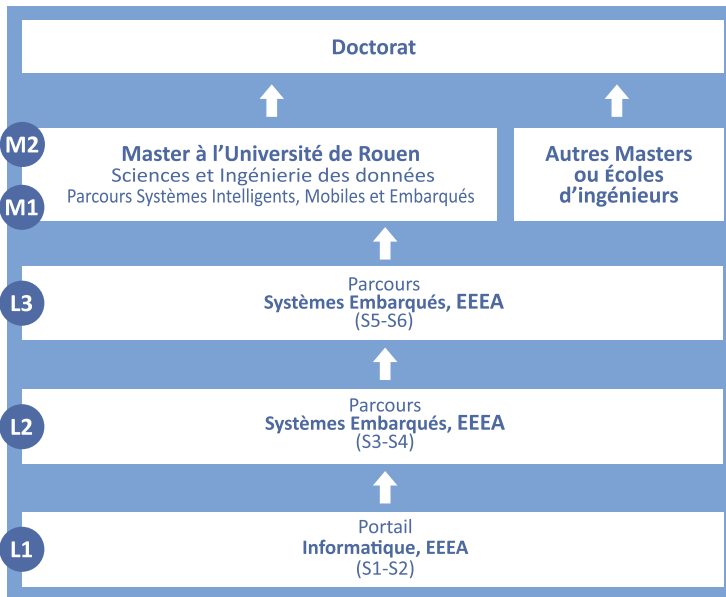 Doctorat
M2
Master à l'Université de Rouen
Sciences et Ingénierie des données
Parcours Systèmes Intelligents, Mobiles et Embarqués
M1
Autres Masters
ou Écoles
d'ingénieurs
L3
Parcours
Systèmes Embarqués, EEEA
(S5-S6)
L2
Parcours
Systèmes Embarqués, EEEA
(S3-S4)
L1
Portail
Informatique, EEEA
(S1-S2)